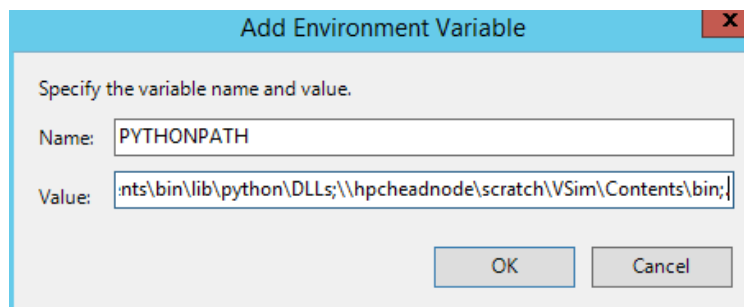 Add Environment Variable
x
Specify the variable name and value.
Name: PYTHONPATH
Value: nts\bin\lib\python\DLLs;\\hpcheadnode\scratch\VSim\Contents\bin;.
OK Cancel